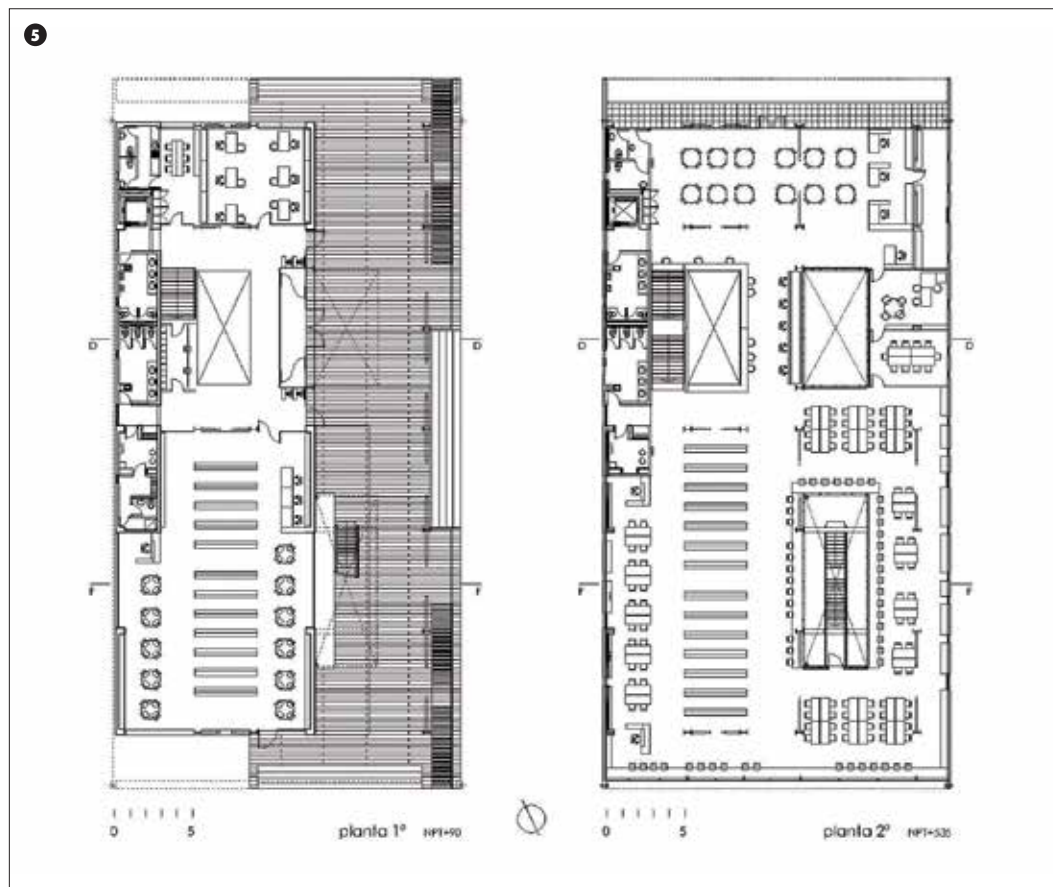 5
D D D D
F F F F
0 5 planta 1º NPT+90
0 5 planta 2º NPT+535